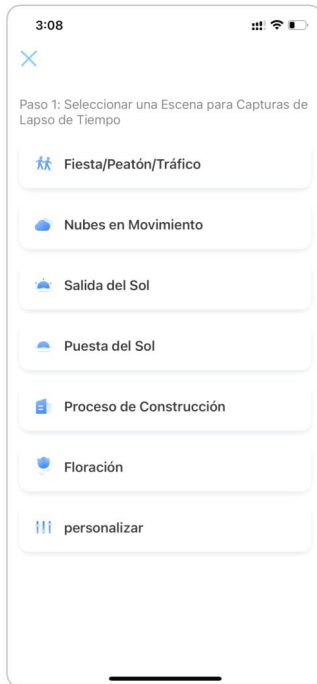 3:08
Paso 1: Seleccionar una Escena para Capturas de
Lapso de Tiempo
Fiesta/Peatón/Tráfico
Nubes en Movimiento
Salida del Sol
Puesta del Sol
Proceso de Construcción
Floración
personalizar